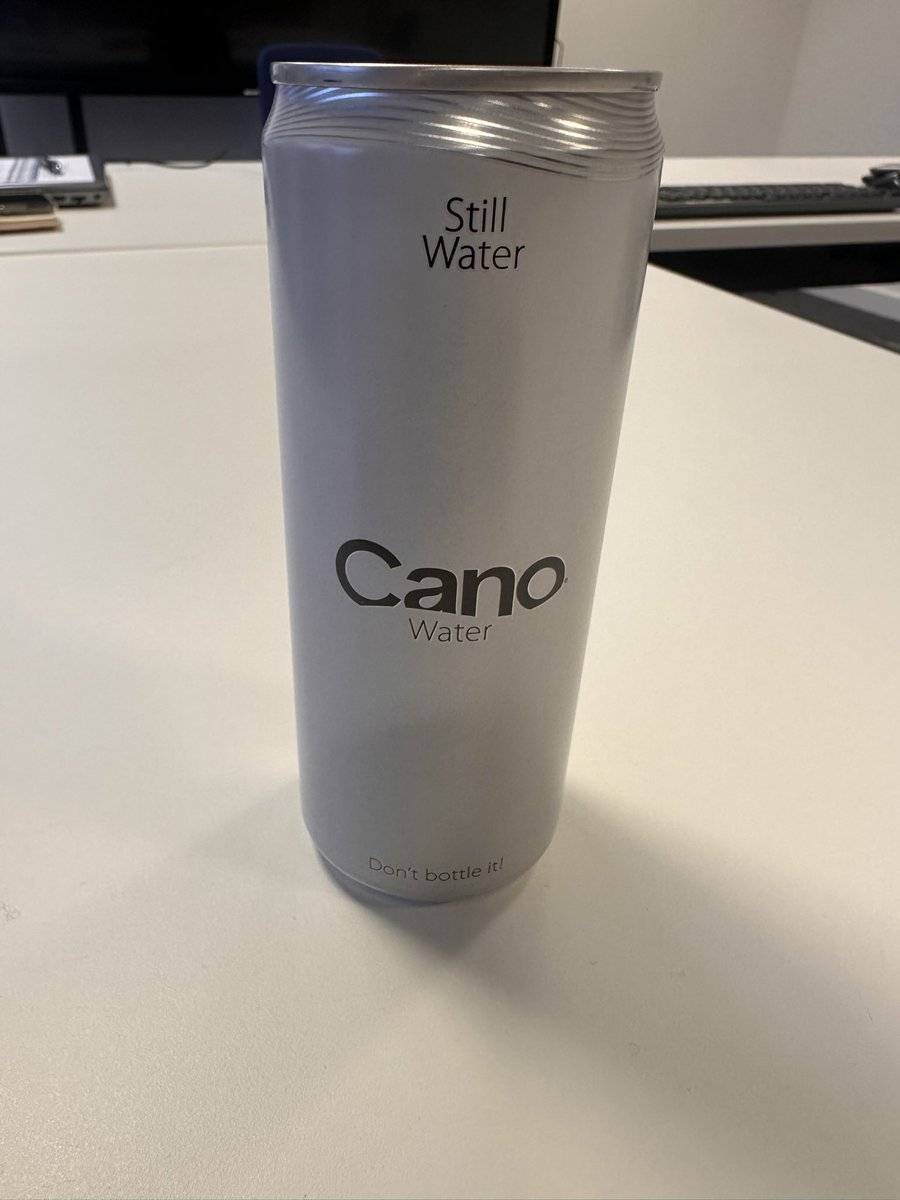 Still
Water
Cano
Water
Don't bottle it!